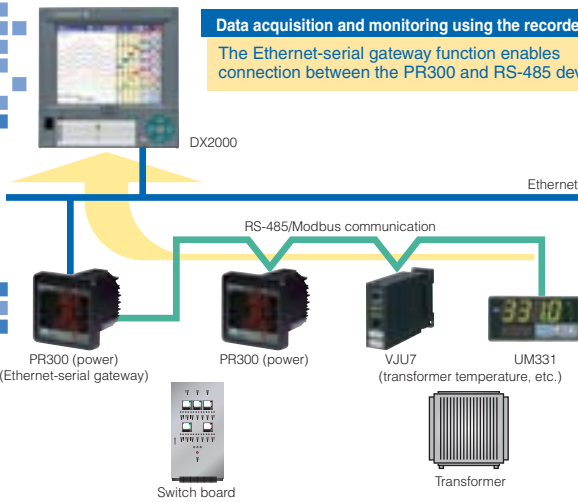 Data acquisition and monitoring using the recorde
The Ethernet-serial gateway function enables
connection between the PR300 and RS-485 dev
DX2000
Ethernet
RS-485/Modbus communication
3310
PR300 (power)
(Ethernet-serial gateway)
PR300 (power)
VJU7
UM331
(transformer temperature, etc.)
Switch board
Transformer